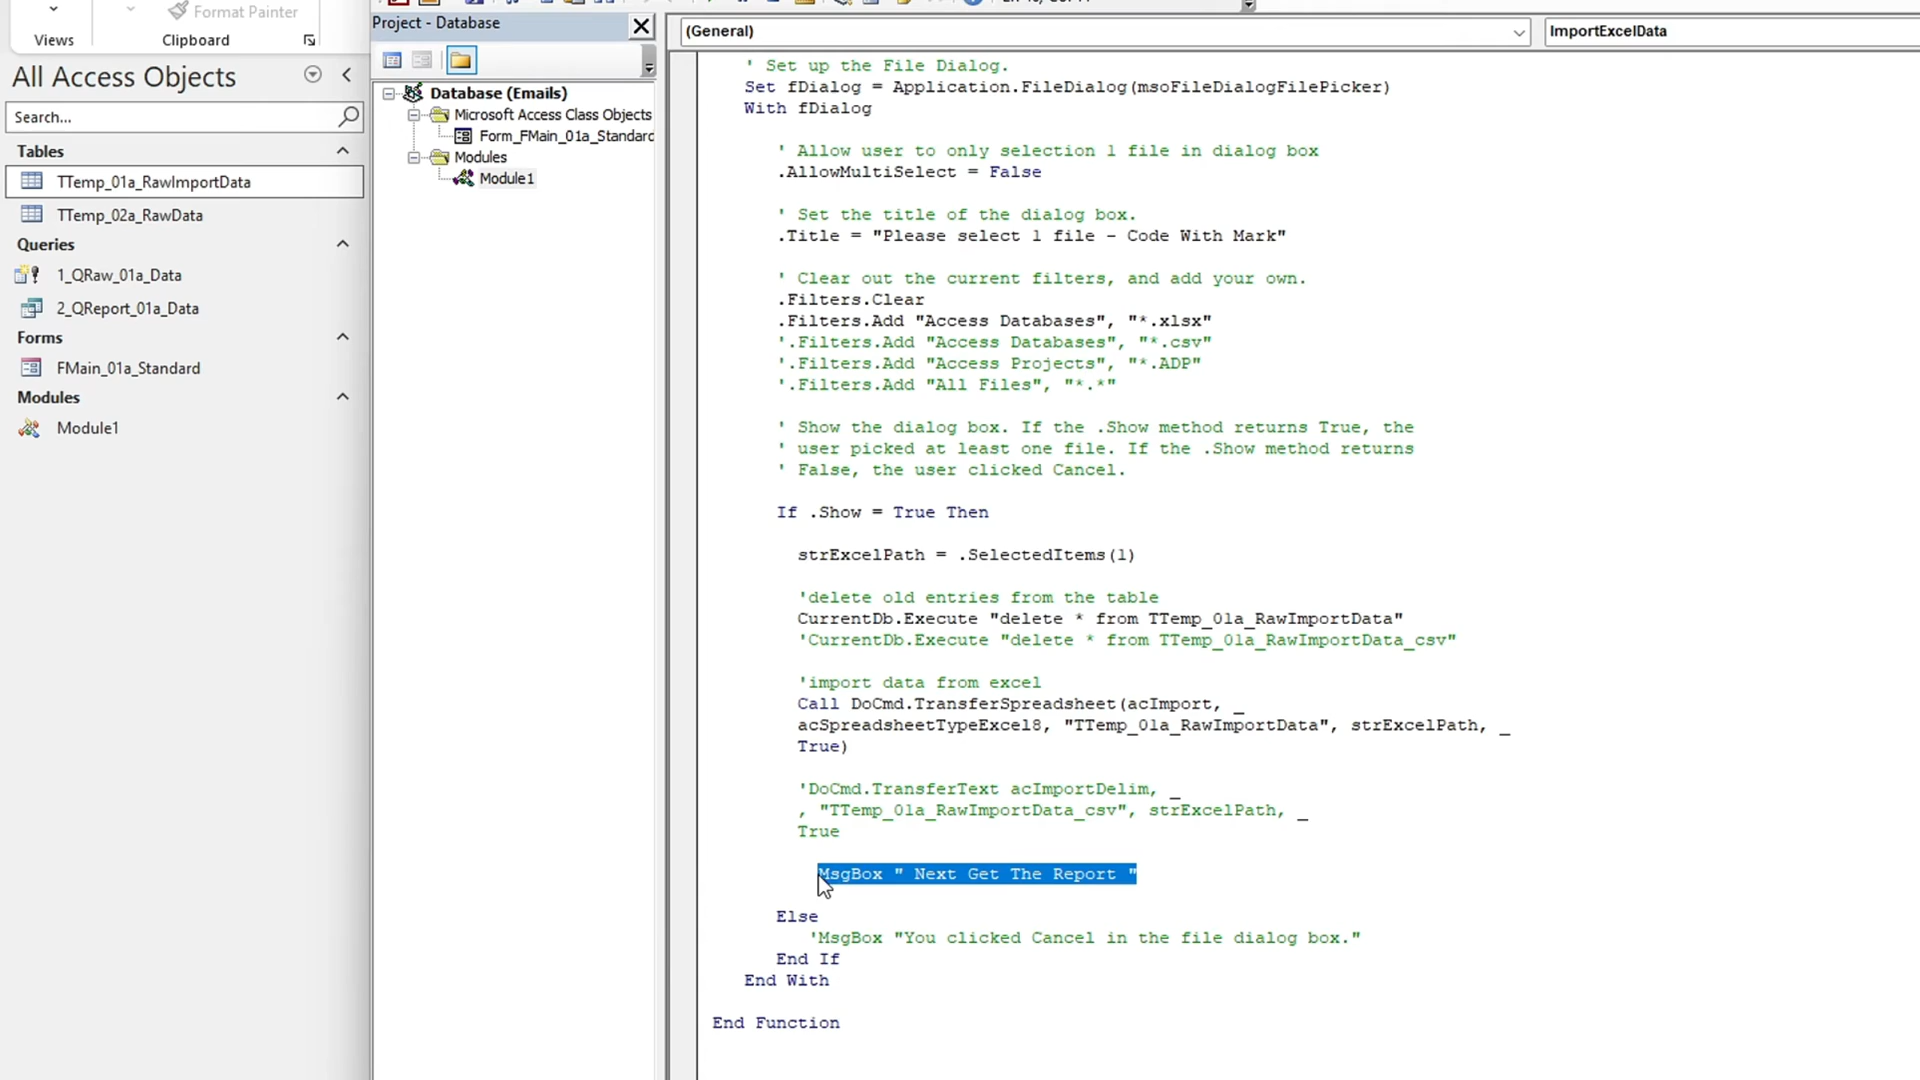 Format Painter
Views
Clipboard
All Access Objects
Search...
Tables
TTemp_01a_RawImportData
TTemp_02a_RawData
Queries
1_QRaw_01a_Data
2_QReport_01a_Data
Forms
FMain_01a_Standard
Modules
Module1
Project - Database
Database (Emails)
Microsoft Access Class Objects
Form_FMain_01a_Standard
Modules
Module1
(General)
ImportExcelData
' Set up the File Dialog.
Set fDialog = Application.FileDialog(msoFileDialogFilePicker)
With fDialog
' Allow user to only selection 1 file in dialog box
.AllowMultiSelect = False
' Set the title of the dialog box.
.Title = "Please select 1 file - Code With Mark"
' Clear out the current filters, and add your own.
.Filters.Clear
.Filters.Add "Access Databases", "*.xlsx"
'.Filters.Add "Access Databases", "*.csv"
'.Filters.Add "Access Projects", "*.ADP"
'.Filters.Add "All Files", "*.*"
' Show the dialog box. If the .Show method returns True, the
' user picked at least one file. If the .Show method returns
' False, the user clicked Cancel.
If .Show = True Then
strExcelPath = .SelectedItems(1)
'delete old entries from the table
CurrentDb.Execute "delete * from TTemp_01a_RawImportData"
'CurrentDb.Execute "delete * from TTemp_01a_RawImportData_csv"
'import data from excel
Call DoCmd.TransferSpreadsheet(acImport, _
acSpreadsheetTypeExcel8, "TTemp_01a_RawImportData", strExcelPath, _
True)
'DoCmd.TransferText acImportDelim, _
, "TTemp_01a_RawImportData_csv", strExcelPath, _
True
MsgBox " Next Get The Report "
Else
'MsgBox "You clicked Cancel in the file dialog box."
End If
End With
End Function